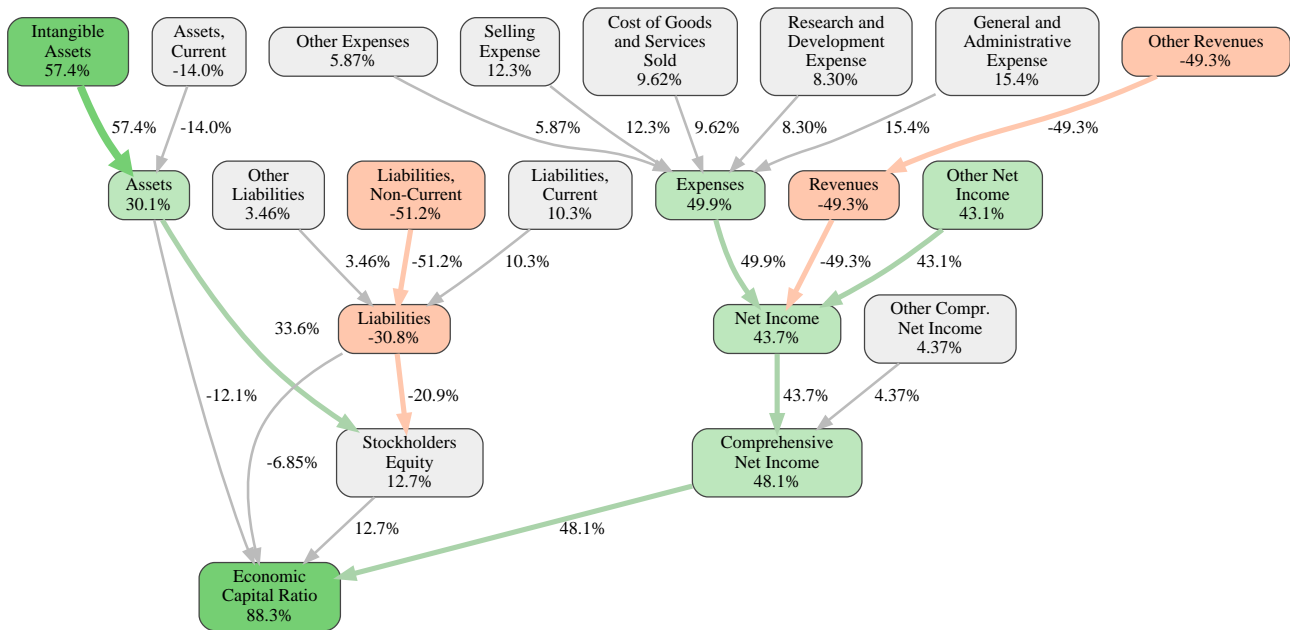 Intangible
Assets
57.4%
Assets,
Current
-14.0%
Other Expenses
5.87%
Selling
Expense
12.3%
Cost of Goods
and Services
Sold
9.62%
Research and
Development
Expense
8.30%
General and
Administrative
Expense
15.4%
Other Revenues
-49.3%
57.4%
-14.0%
5.87%
12.3%
9.62%
8.30%
15.4%
-49.3%
Assets
30.1%
Other
Liabilities
3.46%
Liabilities,
Non-Current
-51.2%
Liabilities,
Current
10.3%
Expenses
49.9%
Revenues
-49.3%
Other Net
Income
43.1%
3.46%
-51.2%
10.3%
49.9%
-49.3%
43.1%
33.6%
Liabilities
-30.8%
Net Income
43.7%
Other Compr.
Net Income
4.37%
-12.1%
-20.9%
43.7%
4.37%
-6.85%
Stockholders
Equity
12.7%
Comprehensive
Net Income
48.1%
12.7%
48.1%
Economic
Capital Ratio
88.3%